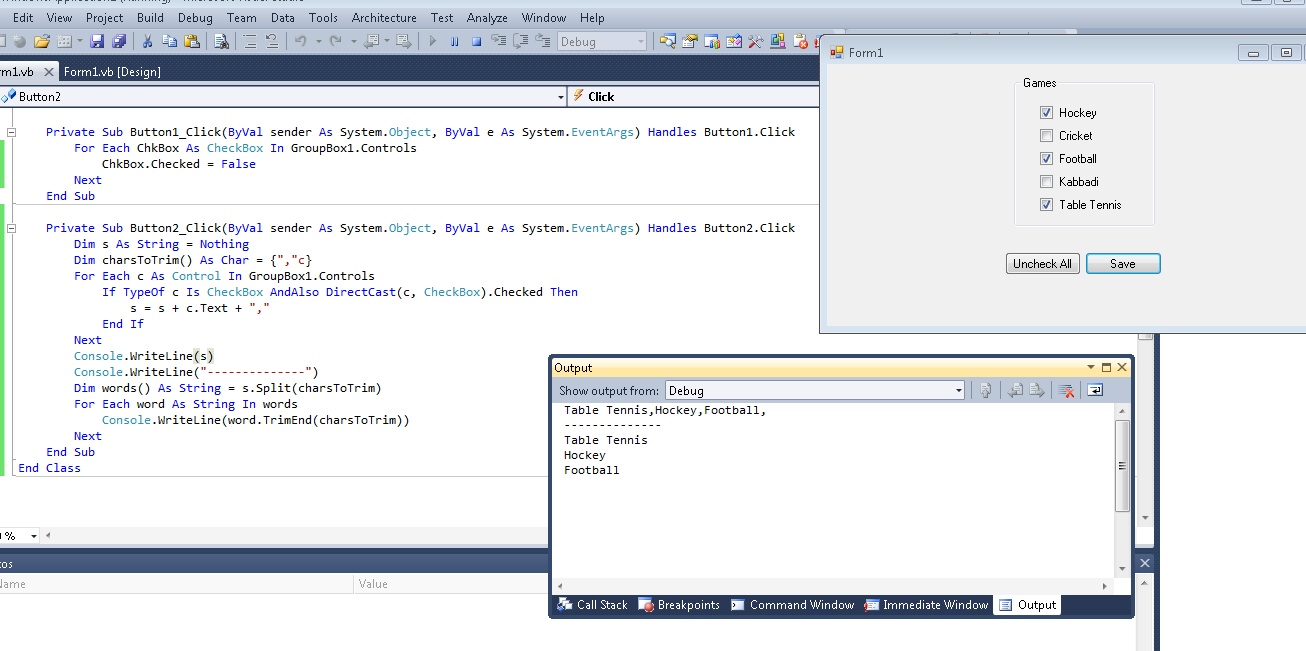 Edit View Project Build Debug Team Data Tools Architecture Test Analyze Window Help
Debug
Form1.vb [Design]
Button2
Click
Private Sub Button1_Click(ByVal sender As System.Object, ByVal e As System.EventArgs) Handles Button1.Click
For Each ChkBox As CheckBox In GroupBox1.Controls
ChkBox.Checked = False
Next
End Sub
Private Sub Button2_Click(ByVal sender As System.Object, ByVal e As System.EventArgs) Handles Button2.Click
Dim s As String = Nothing
Dim charsToTrim() As Char = {","c}
For Each c As Control In GroupBox1.Controls
If TypeOf c Is CheckBox AndAlso DirectCast(c, CheckBox).Checked Then
s = s + c.Text + ","
End If
Next
Console.WriteLine(s)
Console.WriteLine("--------------")
Dim words() As String = s.Split(charsToTrim)
For Each word As String In words
Console.WriteLine(word.TrimEnd(charsToTrim))
Next
End Sub
End Class
%
Value
Form1
Games
Hockey
Cricket
Football
Kabbadi
Table Tennis
Uncheck All
Save
Output
Show output from: Debug
Table Tennis,Hockey,Football,
--------------
Table Tennis
Hockey
Football
Call Stack Breakpoints Command Window Immediate Window Output